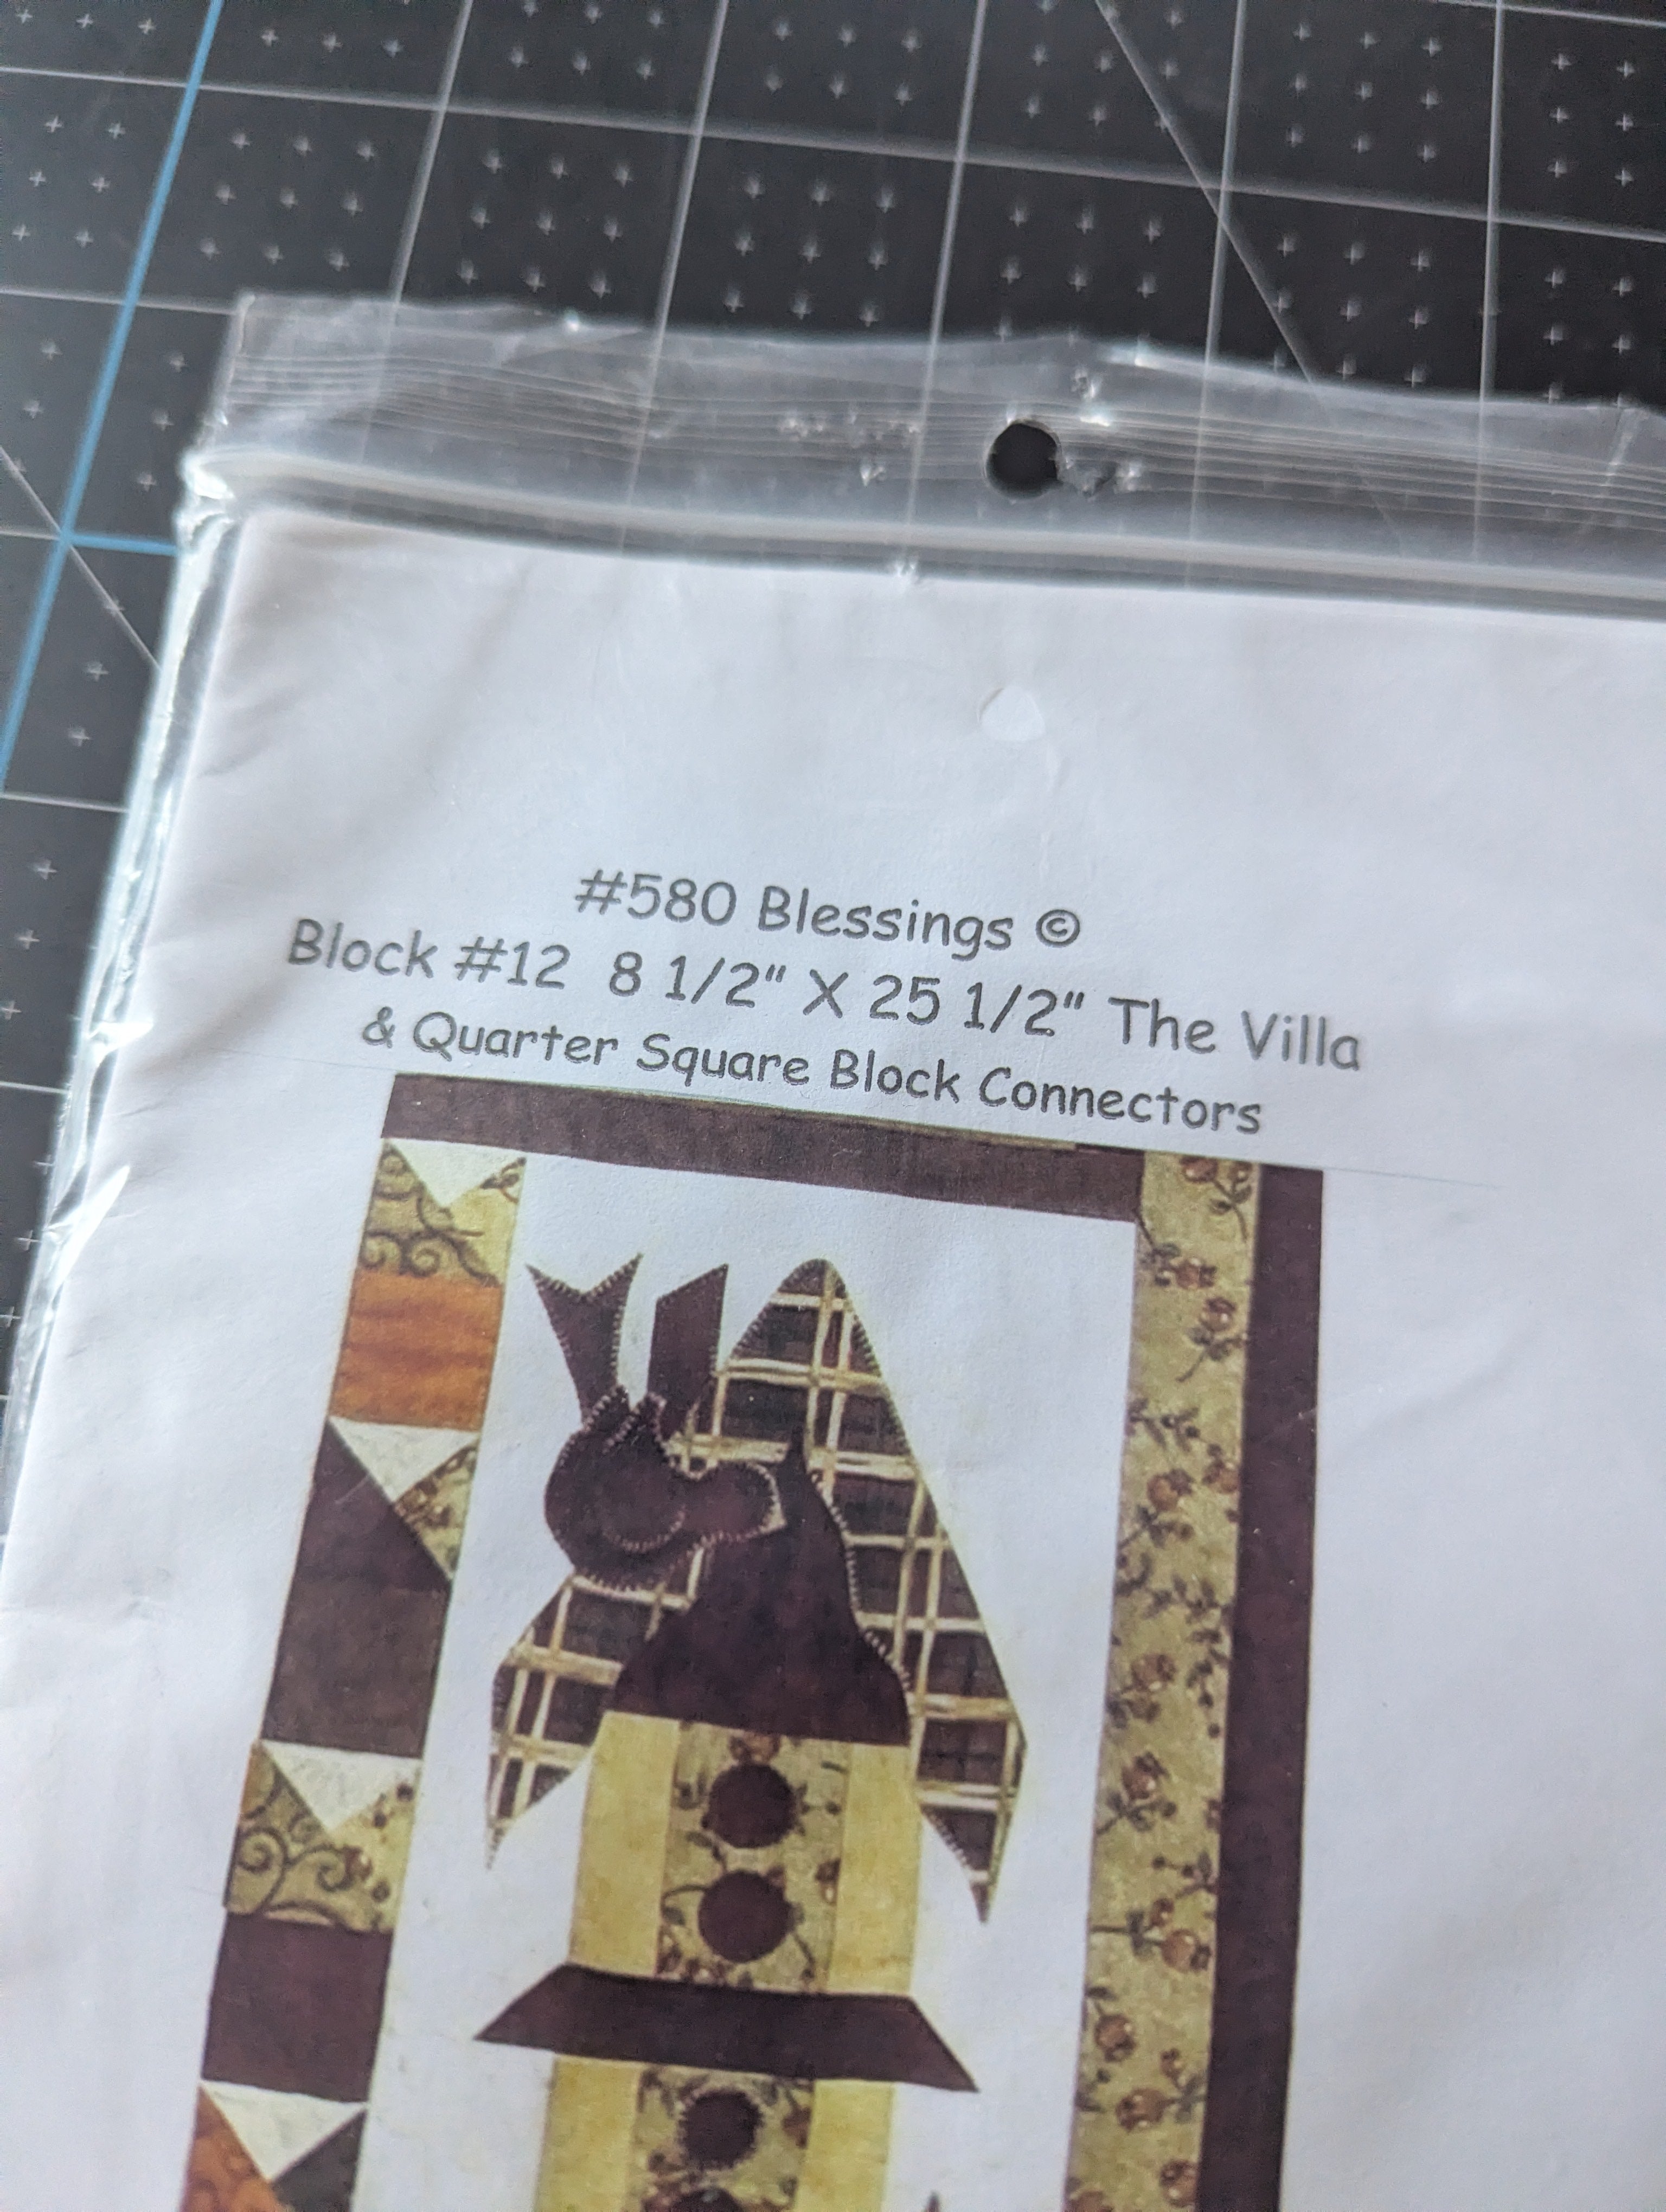 #580 Blessings ©
Block #12 8 1/2" X 25 1/2" The Villa
& Quarter Square Block Connectors